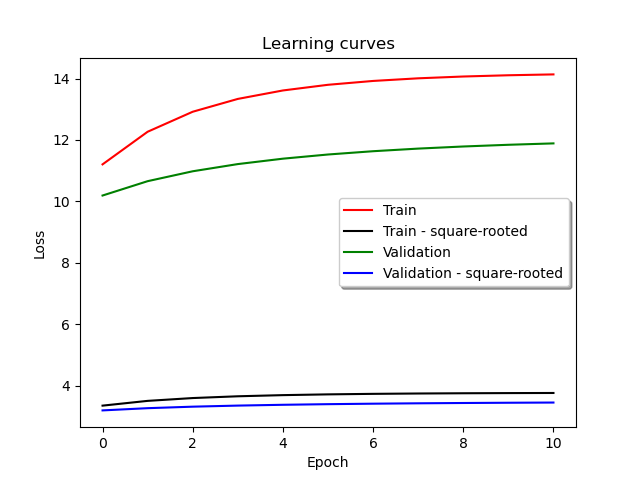 Learning curves
14
12
10
8
6
4
Loss
Train
Train - square-rooted
Validation
Validation - square-rooted
0 2 4 6 8 10
Epoch